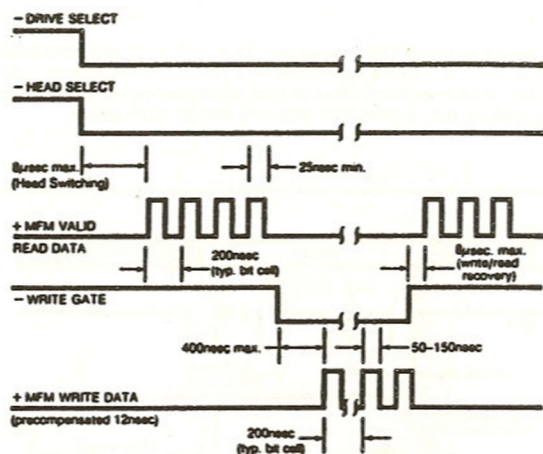 – DRIVE SELECT
– HEAD SELECT
8µsec max.
(Head Switching)
25nsec min.
+ MFM VALID
READ DATA
200nsec
(typ. bit cell)
8µsec. max.
(write/read
recovery)
– WRITE GATE
400nsec max.
50–150nsec
+ MFM WRITE DATA
(precompensated 12nsec)
200nsec
(typ. bit cell)